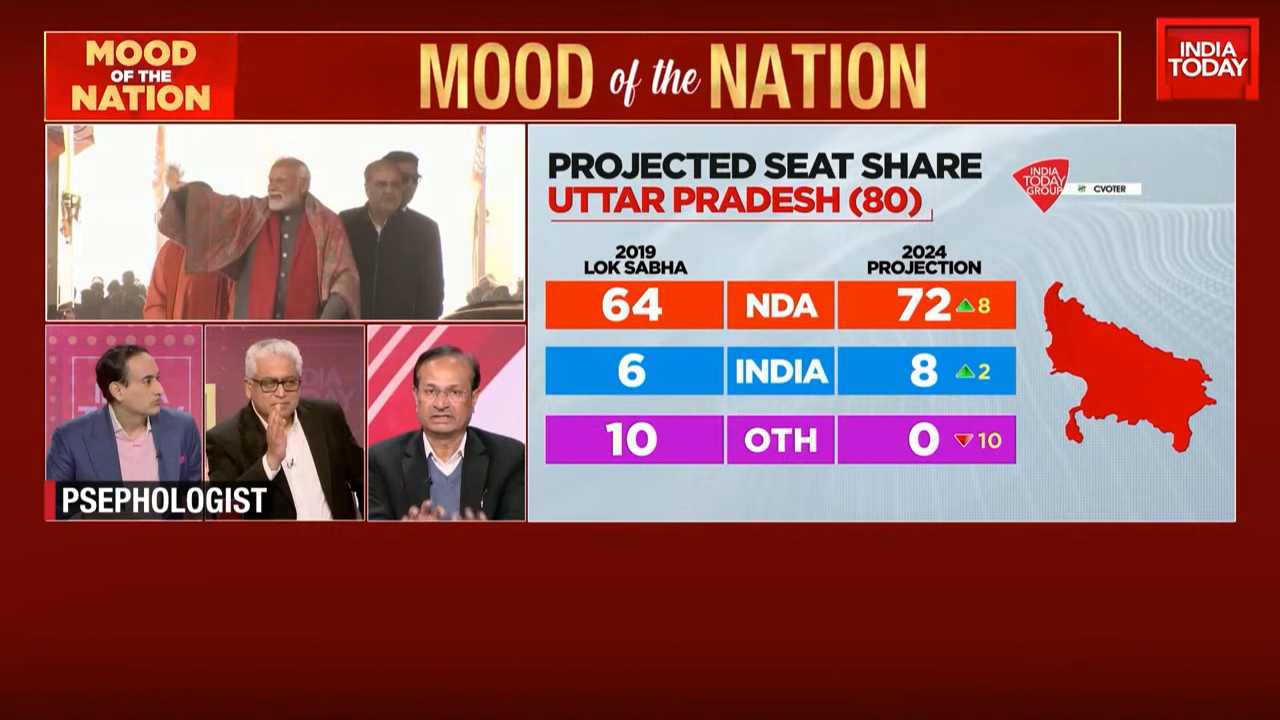 MOOD
OF THE
NATION
MOOD of the NATION
INDIA
TODAY
PROJECTED SEAT SHARE
UTTAR PRADESH (80)
INDIA
TODAY
GROUP
CVOTER
2019
LOK SABHA
2024
PROJECTION
64 NDA 72 8
6 INDIA 8 2
10 OTH 0 10
PSEPHOLOGIST